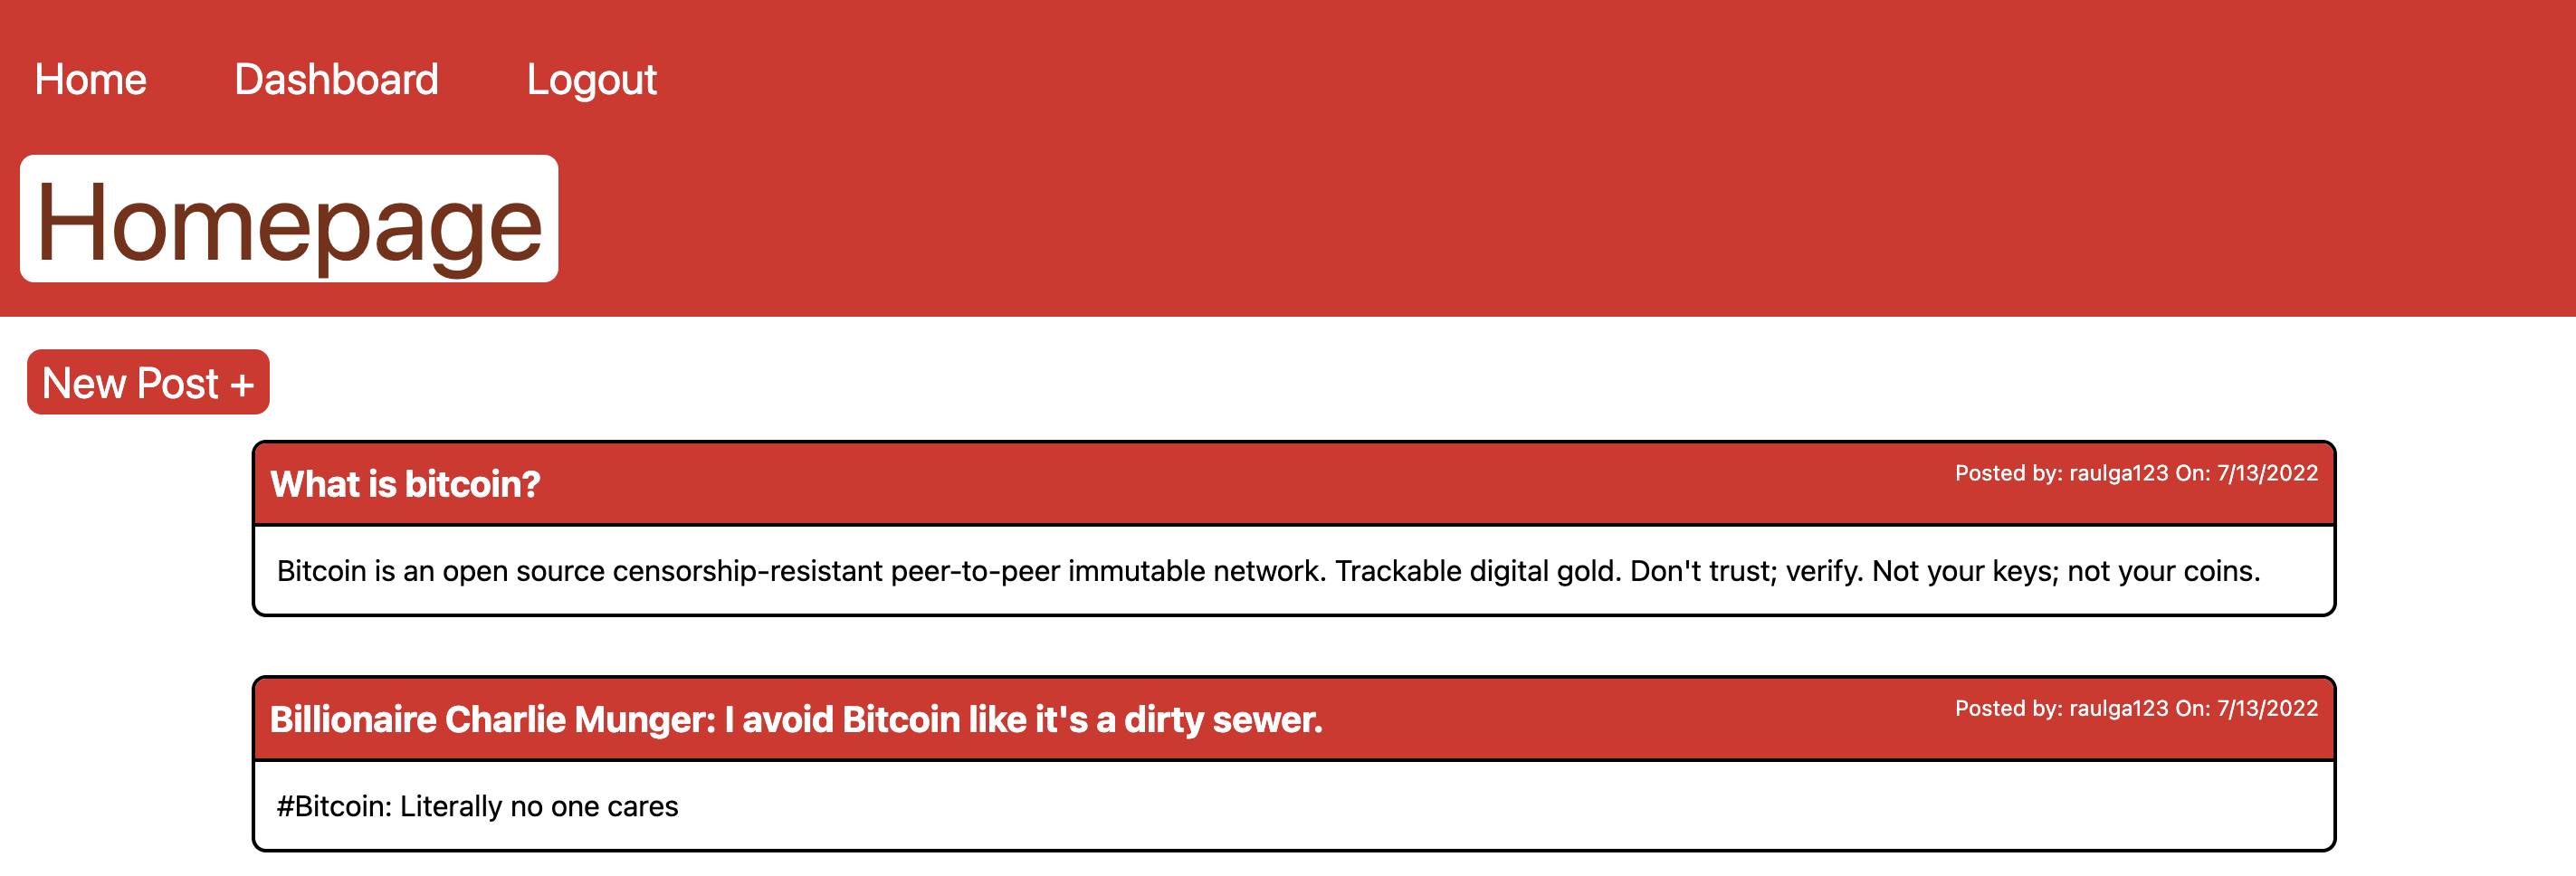 Home Dashboard Logout
Homepage
New Post +
What is bitcoin? Posted by: raulga123 On: 7/13/2022
Bitcoin is an open source censorship-resistant peer-to-peer immutable network. Trackable digital gold. Don't trust; verify. Not your keys; not your coins.
Billionaire Charlie Munger: I avoid Bitcoin like it's a dirty sewer. Posted by: raulga123 On: 7/13/2022
#Bitcoin: Literally no one cares